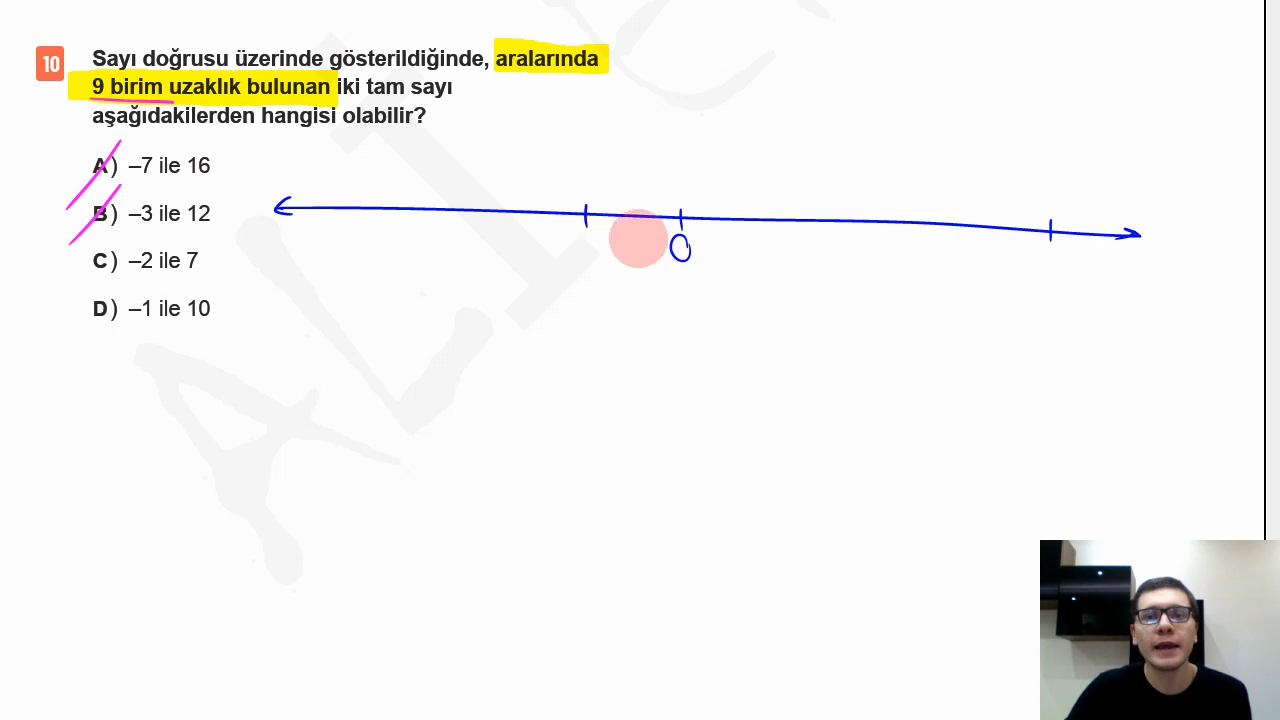 10 Sayı doğrusu üzerinde gösterildiğinde, aralarında
9 birim uzaklık bulunan iki tam sayı
aşağıdakilerden hangisi olabilir?
A) –7 ile 16
B) –3 ile 12
C) –2 ile 7
D) –1 ile 10
0